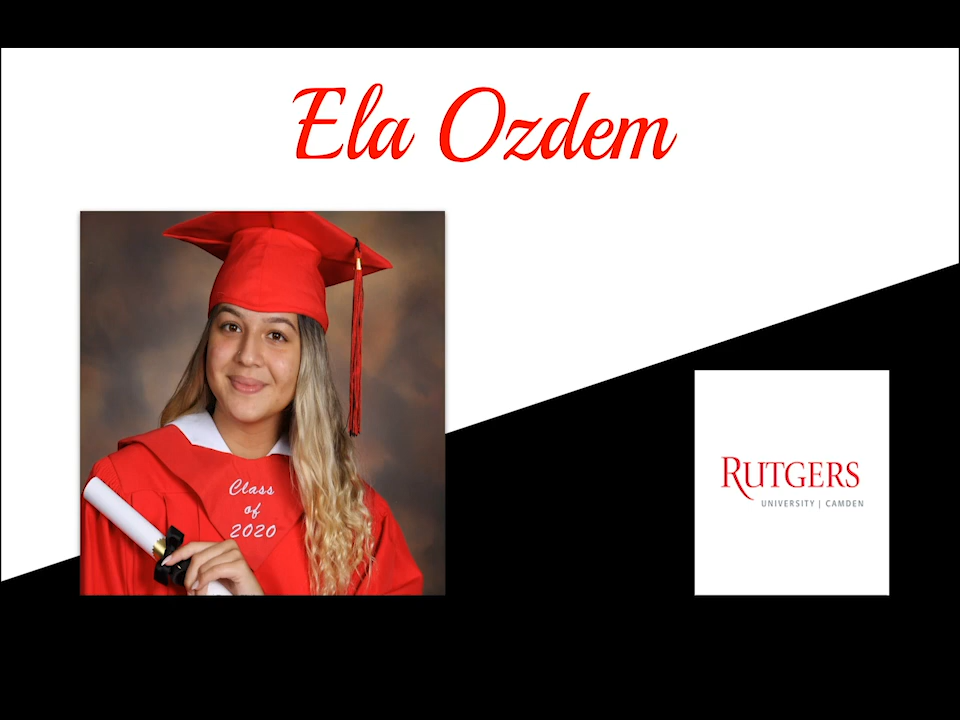 Ela Ozdem
Class
of
2020
RUTGERS
UNIVERSITY | CAMDEN